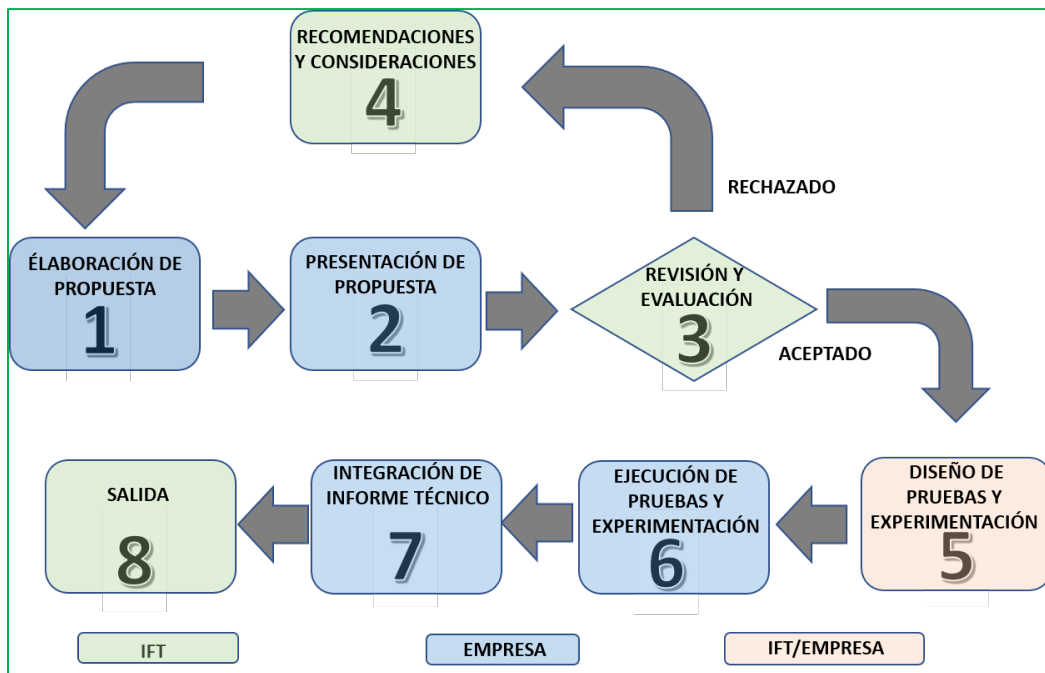 RECOMENDACIONES
Y CONSIDERACIONES
4
RECHAZADO
ÉLABORACIÓN DE
PROPUESTA
1
PRESENTACIÓN DE
PROPUESTA
2
REVISIÓN Y
EVALUACIÓN
3
ACEPTADO
SALIDA
8
INTEGRACIÓN DE
INFORME TÉCNICO
7
EJECUCIÓN DE
PRUEBAS Y
EXPERIMENTACIÓN
6
DISEÑO DE
PRUEBAS Y
EXPERIMENTACIÓN
5
IFT
EMPRESA
IFT/EMPRESA